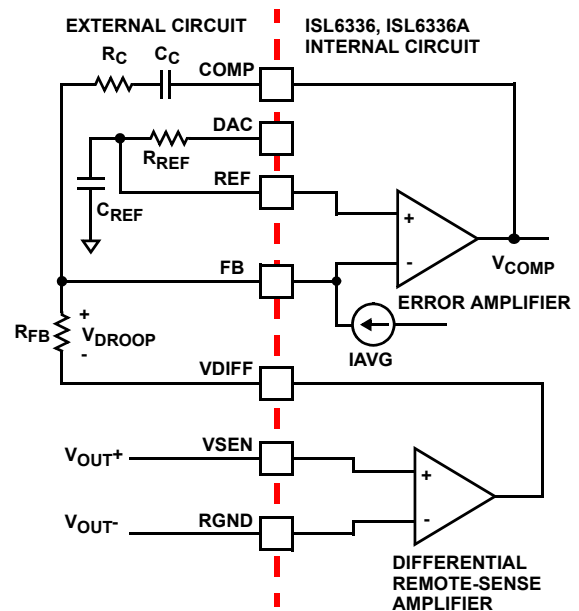 EXTERNAL CIRCUIT
ISL6336, ISL6336A
INTERNAL CIRCUIT
RC
CC
COMP
DAC
RREF
REF
CREF
+
-
VCOMP
FB
ERROR AMPLIFIER
IAVG
RFB
+
VDROOP
-
VDIFF
VOUT+
VSEN
+
VOUT-
RGND
-
DIFFERENTIAL
REMOTE-SENSE
AMPLIFIER